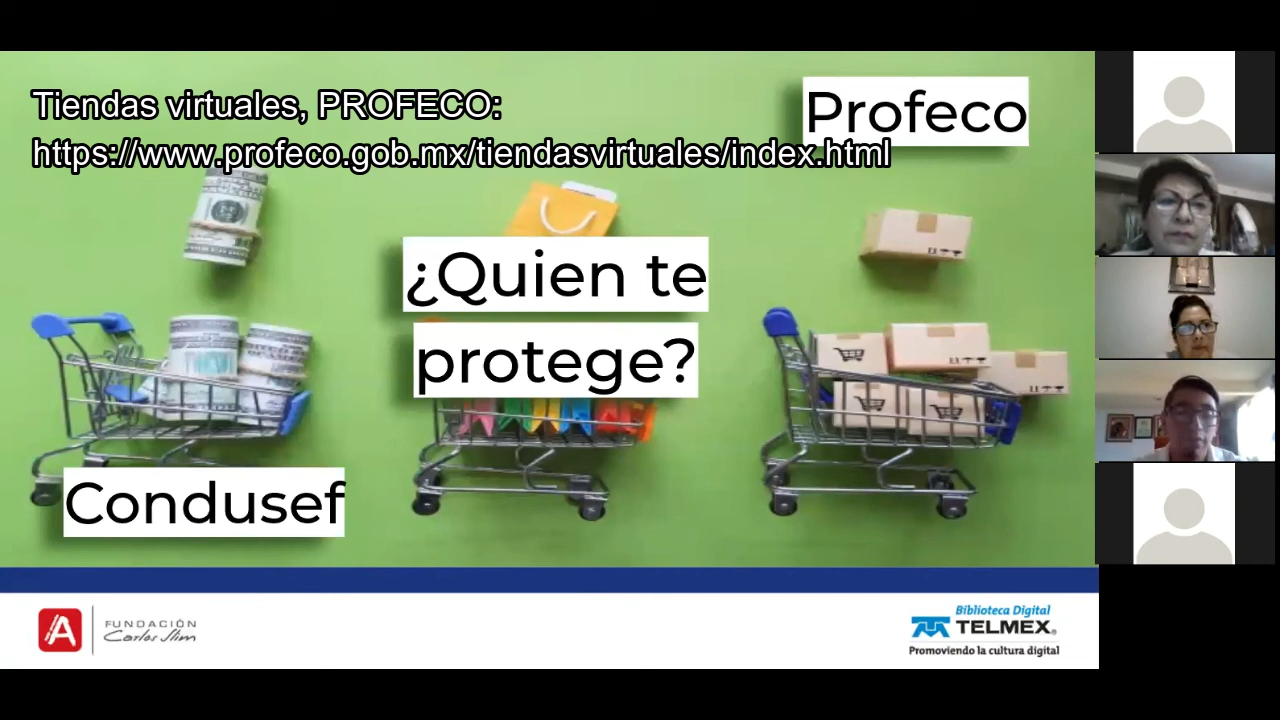 Tiendas virtuales, PROFECO:
https://www.profeco.gob.mx/tiendasvirtuales/index.html
Profeco
¿Quien te
protege?
Condusef
FUNDACIÓN
Carlos Slim
Biblioteca Digital
TELMEX®
Promoviendo la cultura digital